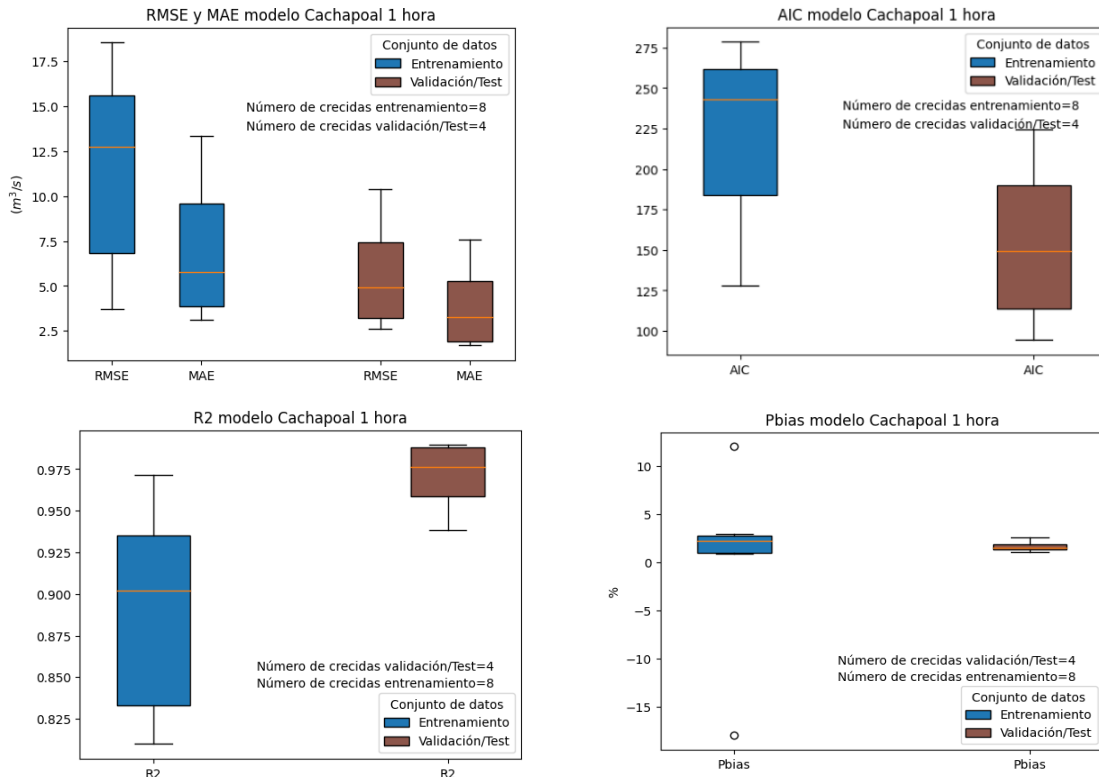 RMSE y MAE modelo Cachapoal 1 hora
17.5
15.0
12.5
10.0
7.5
5.0
2.5
(m³/s)
Conjunto de datos
Entrenamiento
Validación/Test
Número de crecidas entrenamiento=8
Número de crecidas validación/Test=4
RMSE MAE RMSE MAE
AIC modelo Cachapoal 1 hora
275
250
225
200
175
150
125
100
Conjunto de datos
Entrenamiento
Validación/Test
Número de crecidas entrenamiento=8
Número de crecidas validación/Test=4
AIC AIC
R2 modelo Cachapoal 1 hora
0.975
0.950
0.925
0.900
0.875
0.850
0.825
Número de crecidas validación/Test=4
Número de crecidas entrenamiento=8
Conjunto de datos
Entrenamiento
Validación/Test
R2 R2
Pbias modelo Cachapoal 1 hora
10
5
0
−5
−10
−15
%
Número de crecidas validación/Test=4
Número de crecidas entrenamiento=8
Conjunto de datos
Entrenamiento
Validación/Test
Pbias Pbias